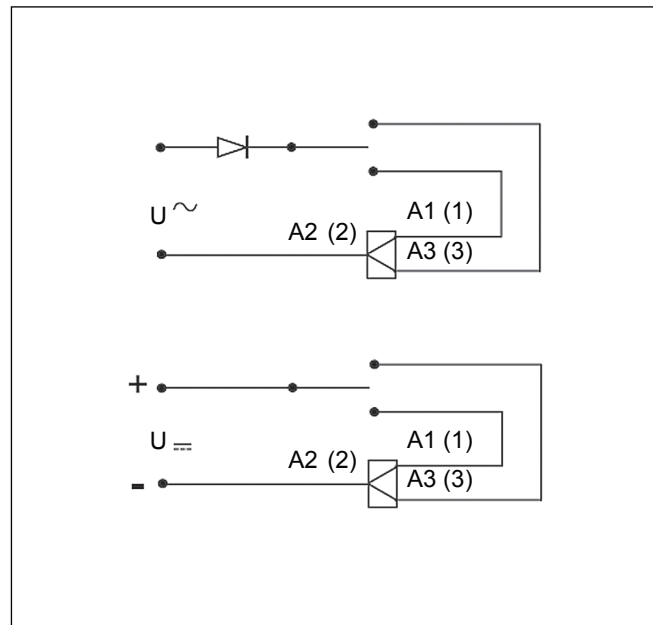 U ~
A1 (1)
A2 (2)
A3 (3)
+
U ⎓
A1 (1)
A2 (2)
A3 (3)
-